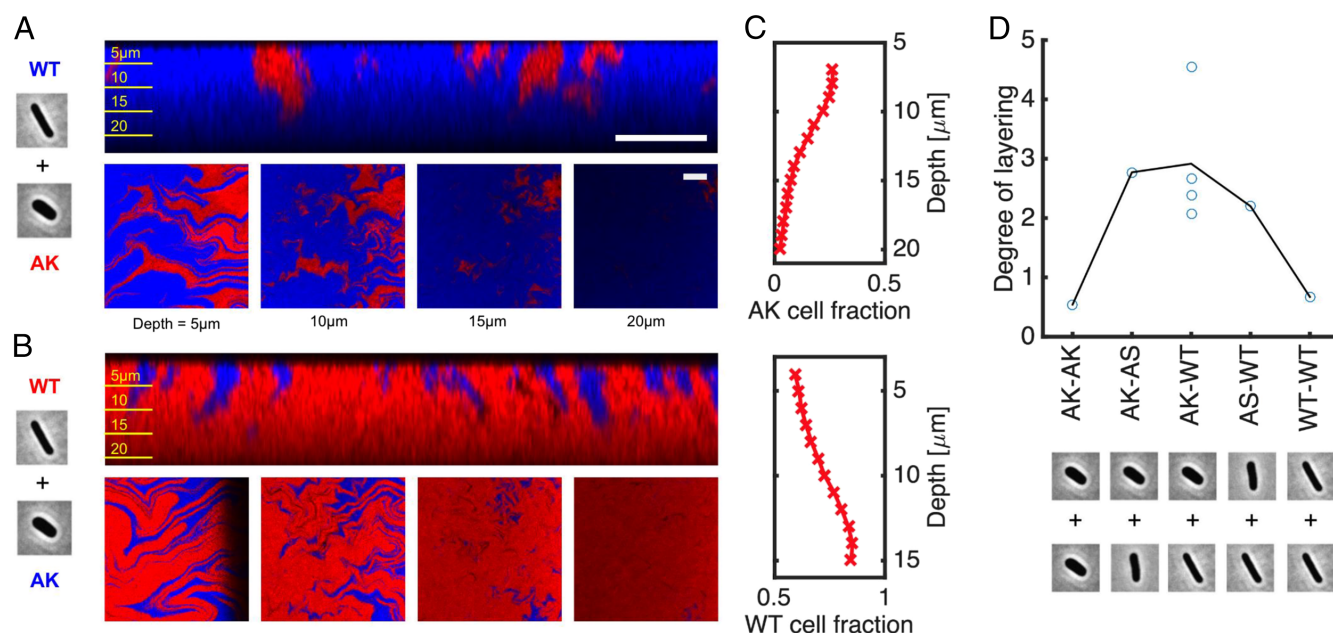 A
WT
+
AK
5µm
10
15
20
Depth = 5µm
10µm
15µm
20µm
B
WT
+
AK
5µm
10
15
20
C
5
10
15
20
Depth [µm]
0
0.5
AK cell fraction
5
10
15
Depth [µm]
0.5
1
WT cell fraction
D
5
4
3
2
1
0
Degree of layering
AK-AK
AK-AS
AK-WT
AS-WT
WT-WT
+ + + + +